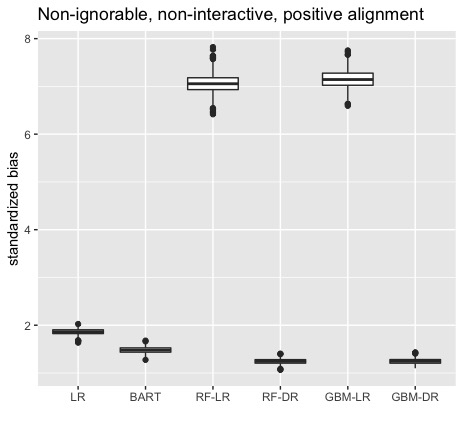 Non-ignorable, non-interactive, positive alignment
8
6
4
2
standardized bias
LR BART RF-LR RF-DR GBM-LR GBM-DR